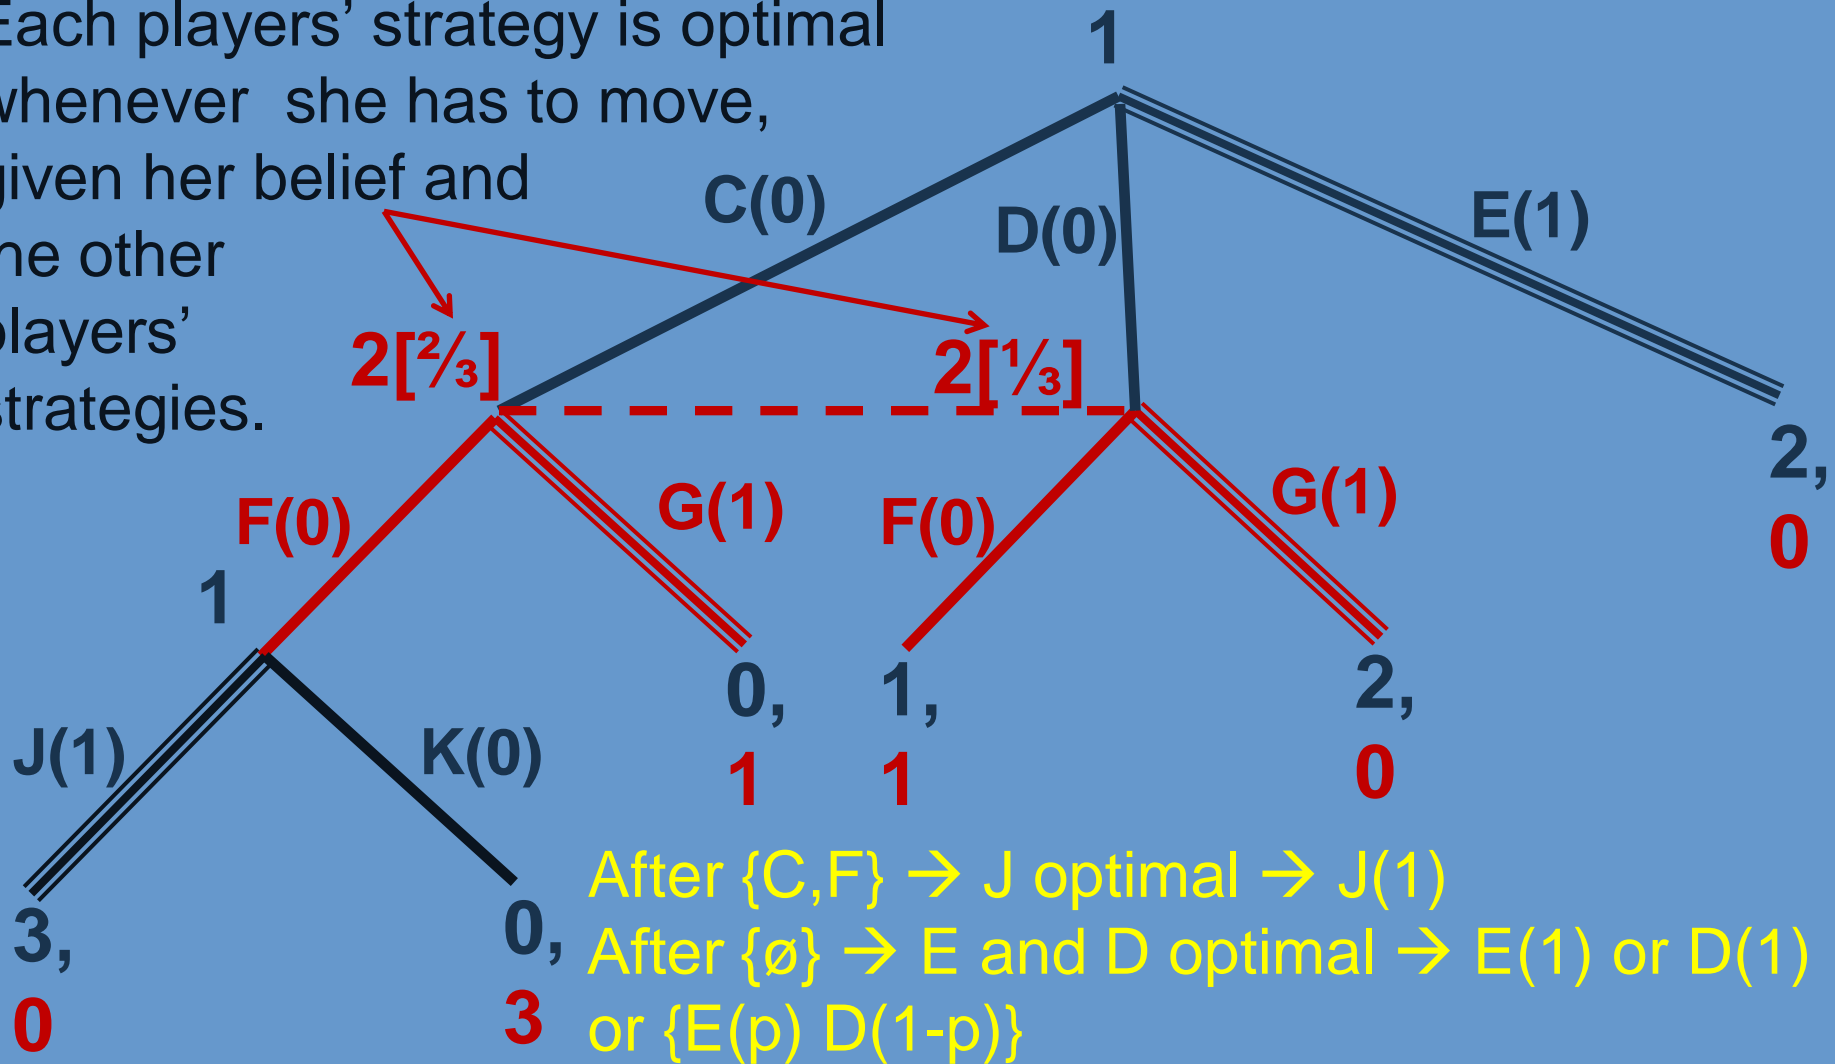 Each players’ strategy is optimal
whenever she has to move,
given her belief and
the other
players’
strategies.
1
C(0)
D(0)
E(1)
2[⅔]
2[⅓]
2,
0
F(0)
G(1)
F(0)
G(1)
1
0,
1
1,
1
2,
0
J(1)
K(0)
3,
0
0,
3
After {C,F} → J optimal → J(1)
After {ø} → E and D optimal → E(1) or D(1)
or {E(p) D(1-p)}